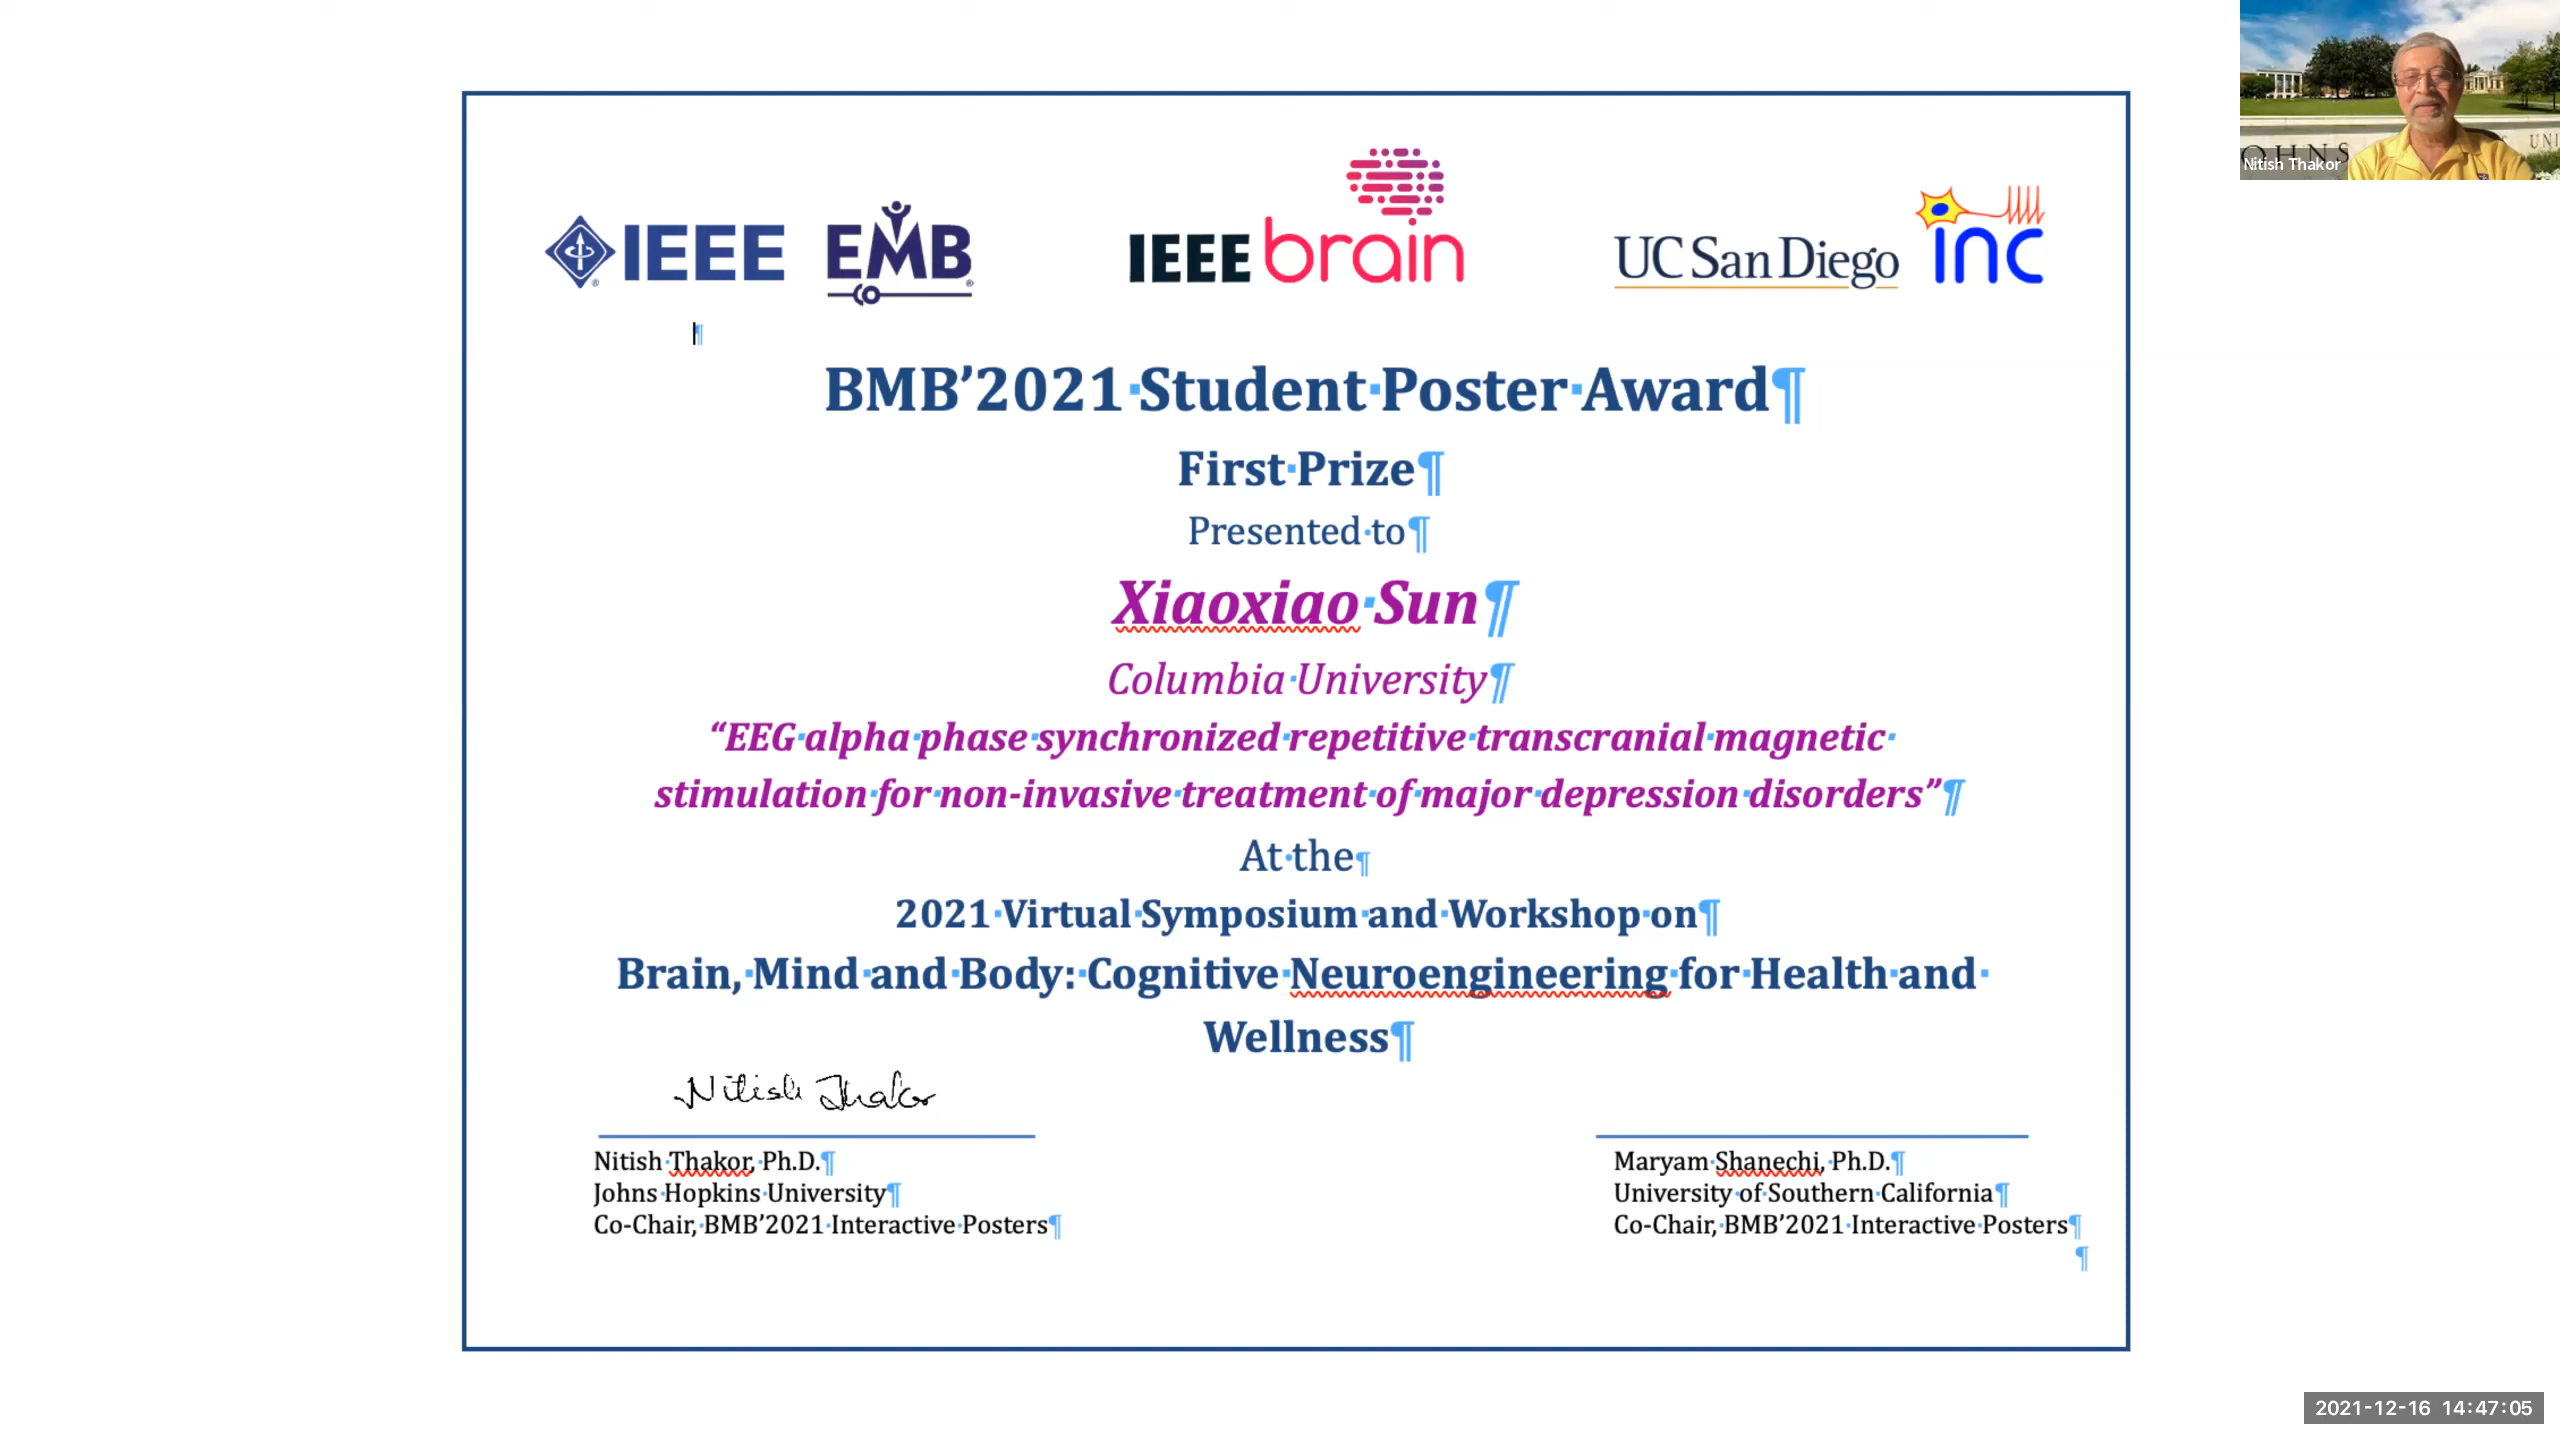 IEEE EMB IEEE brain UC San Diego inc
¶
BMB’2021·Student·Poster·Award¶
First·Prize¶
Presented·to¶
Xiaoxiao·Sun¶
Columbia·University¶
“EEG·alpha·phase·synchronized·repetitive·transcranial·magnetic·
stimulation·for·non-invasive·treatment·of·major·depression·disorders”¶
At·the¶
2021·Virtual·Symposium·and·Workshop·on¶
Brain,·Mind·and·Body:·Cognitive·Neuroengineering·for·Health·and·
Wellness¶
Nitish Thakor
Nitish·Thakor,·Ph.D.¶
Johns·Hopkins·University¶
Co-Chair,·BMB’2021·Interactive·Posters¶
Maryam·Shanechi,·Ph.D.¶
University·of·Southern·California¶
Co-Chair,·BMB’2021·Interactive·Posters¶
¶
OHNS UNI
Nitish Thakor
2021-12-16 14:47:05